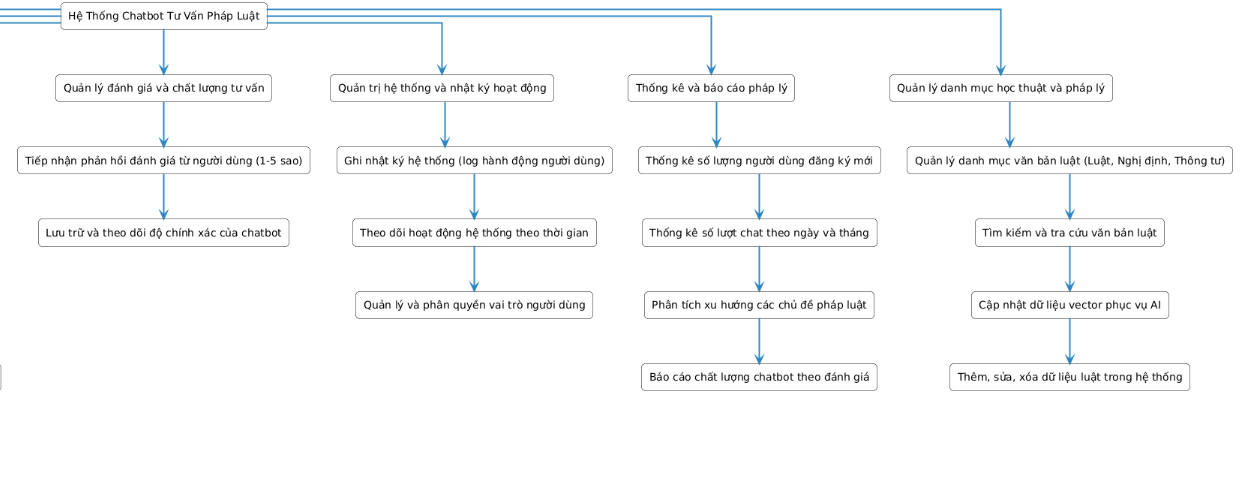 Hệ Thống Chatbot Tư Vấn Pháp Luật
Quản lý đánh giá và chất lượng tư vấn
Quản trị hệ thống và nhật ký hoạt động
Thống kê và báo cáo pháp lý
Quản lý danh mục học thuật và pháp lý
Tiếp nhận phản hồi đánh giá từ người dùng (1-5 sao)
Ghi nhật ký hệ thống (log hành động người dùng)
Thống kê số lượng người dùng đăng ký mới
Quản lý danh mục văn bản luật (Luật, Nghị định, Thông tư)
Lưu trữ và theo dõi độ chính xác của chatbot
Theo dõi hoạt động hệ thống theo thời gian
Thống kê số lượt chat theo ngày và tháng
Tìm kiếm và tra cứu văn bản luật
Quản lý và phân quyền vai trò người dùng
Phân tích xu hướng các chủ đề pháp luật
Cập nhật dữ liệu vector phục vụ AI
Báo cáo chất lượng chatbot theo đánh giá
Thêm, sửa, xóa dữ liệu luật trong hệ thống